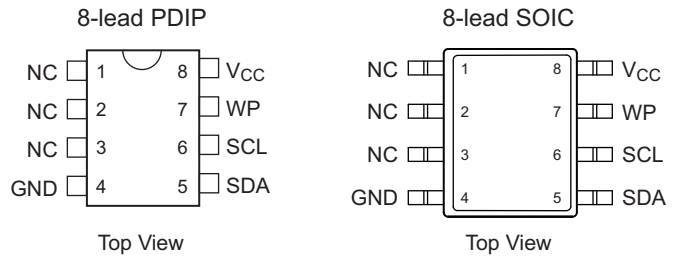 8-lead PDIP
NC 1 8 VCC
NC 2 7 WP
NC 3 6 SCL
GND 4 5 SDA
Top View
8-lead SOIC
NC 1 8 VCC
NC 2 7 WP
NC 3 6 SCL
GND 4 5 SDA
Top View